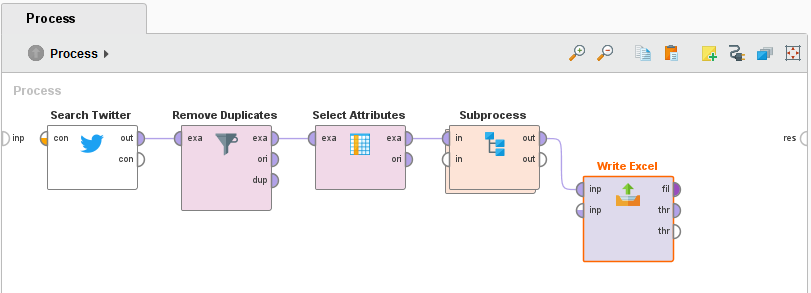 Process
Process
Process
Search Twitter
Remove Duplicates
Select Attributes
Subprocess
inp
con
out
exa
exa
exa
exa
in
out
res
con
ori
ori
in
out
dup
Write Excel
inp
fil
inp
thr
thr